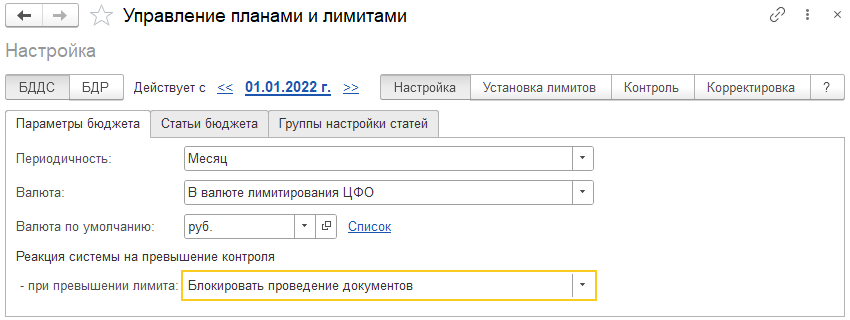 Управление планами и лимитами
Настройка
БДДС БДР Действует с << 01.01.2022 г. >> Настройка Установка лимитов Контроль Корректировка ?
Параметры бюджета Статьи бюджета Группы настройки статей
Периодичность: Месяц
Валюта: В валюте лимитирования ЦФО
Валюта по умолчанию: руб. Список
Реакция системы на превышение контроля
- при превышении лимита: Блокировать проведение документов